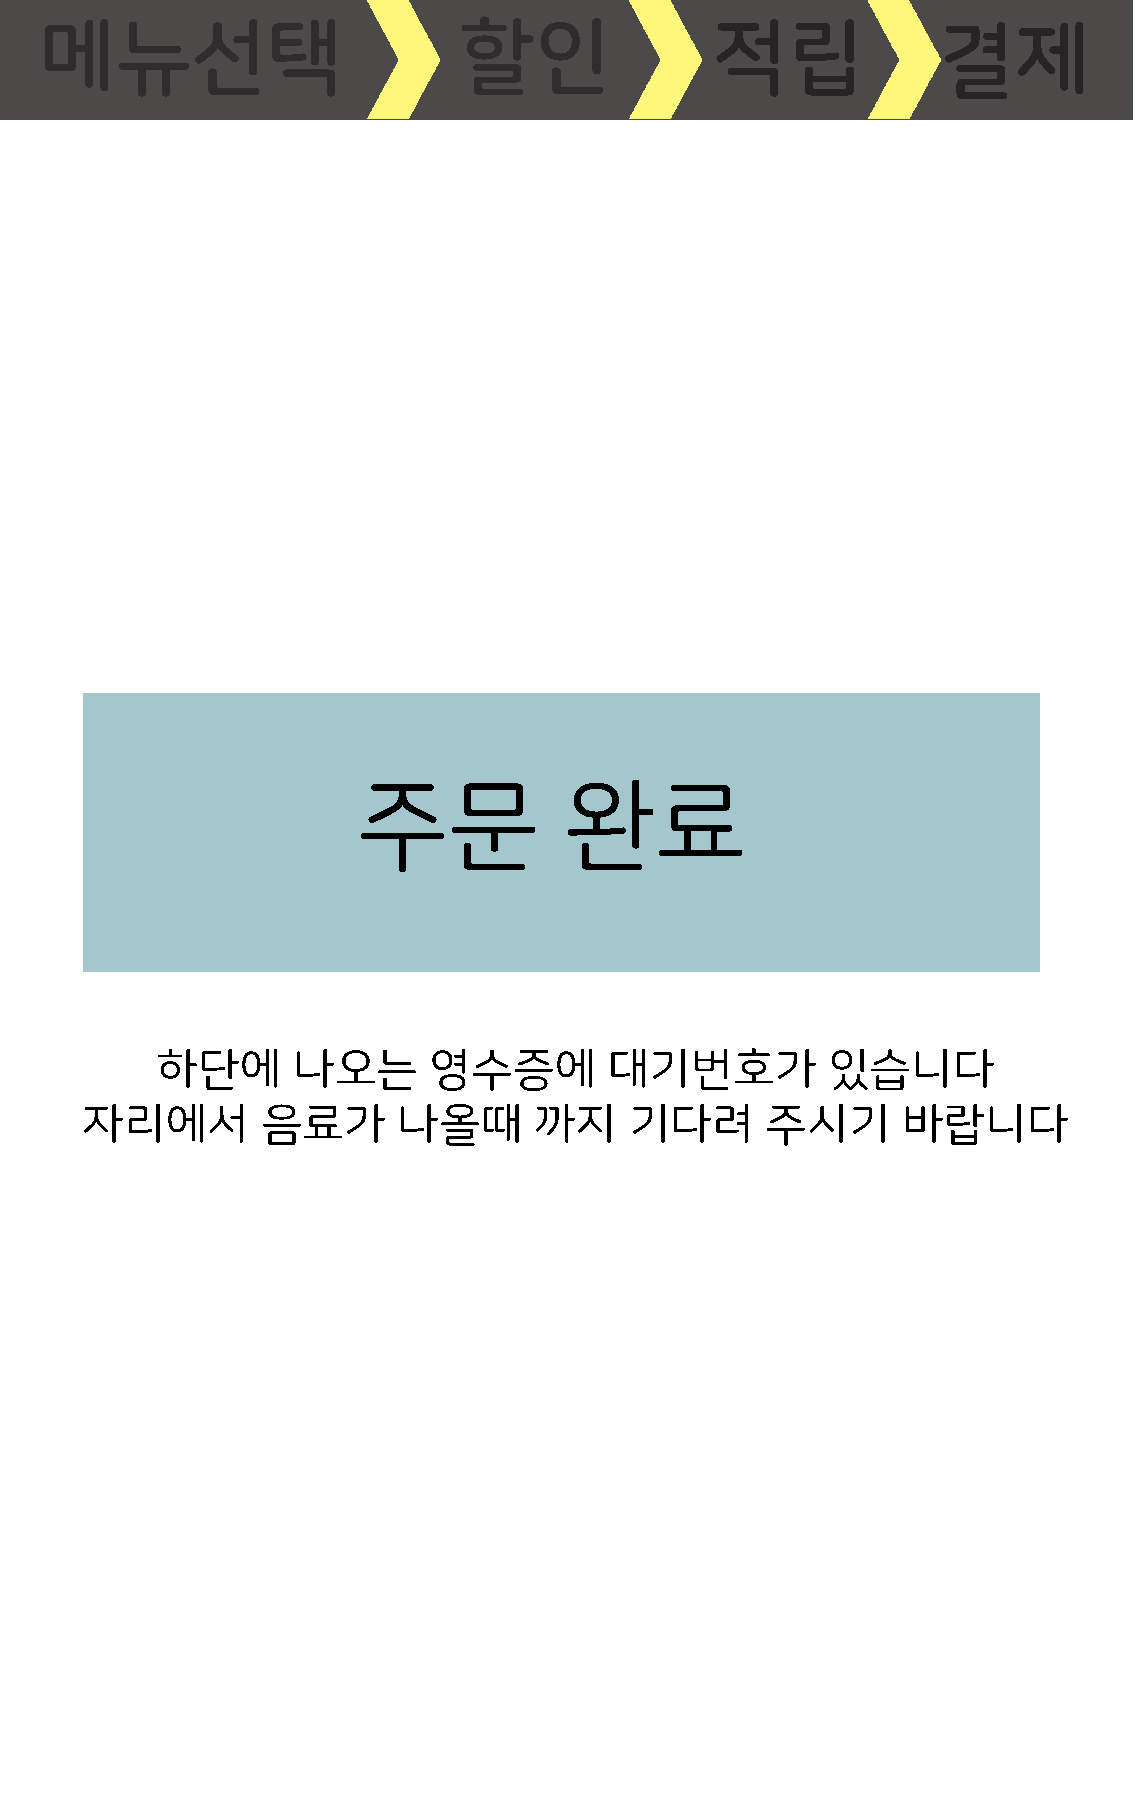 메뉴선택 할인 적립 결제
주문 완료
하단에 나오는 영수증에 대기번호가 있습니다
자리에서 음료가 나올때 까지 기다려 주시기 바랍니다